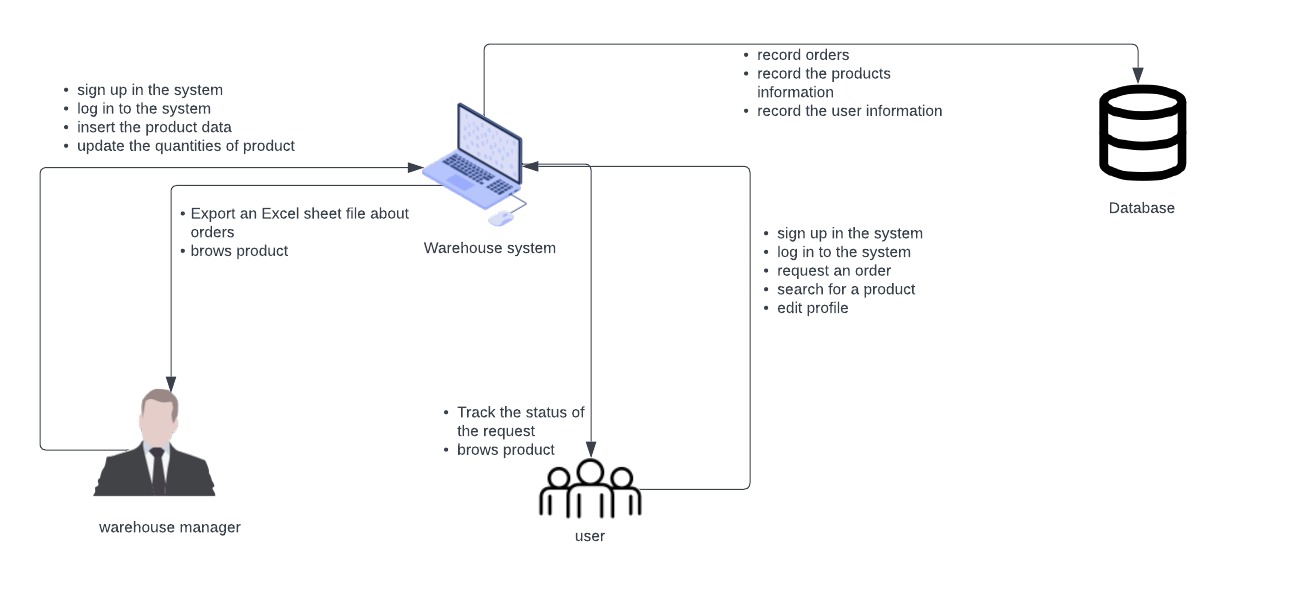 • record orders
• record the products
information
• record the user information
• sign up in the system
• log in to the system
• insert the product data
• update the quantities of product
• Export an Excel sheet file about
orders
• brows product
Warehouse system
Database
• sign up in the system
• log in to the system
• request an order
• search for a product
• edit profile
• Track the status of
the request
• brows product
warehouse manager
user